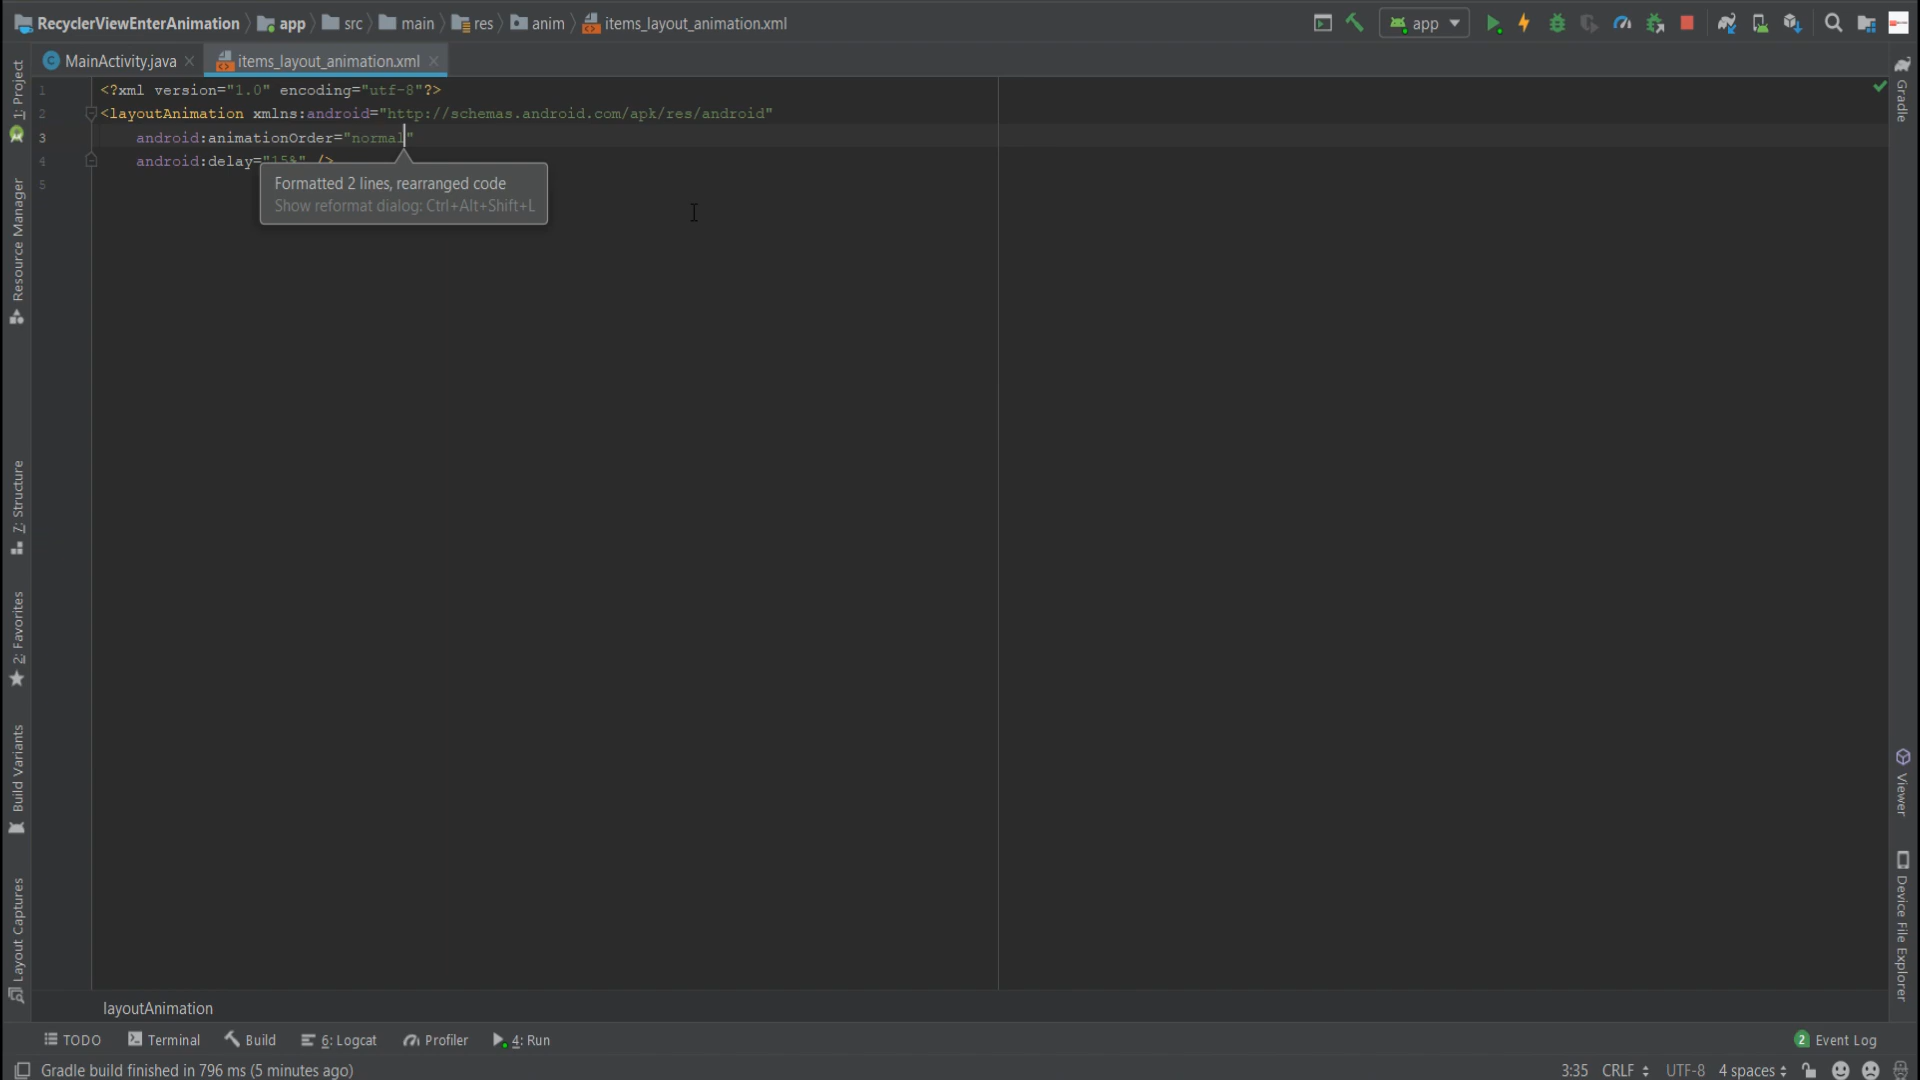 RecyclerViewEnterAnimation app src main res anim items_layout_animation.xml app
MainActivity.java items_layout_animation.xml
1 <?xml version="1.0" encoding="utf-8"?>
2 <layoutAnimation xmlns:android="http://schemas.android.com/apk/res/android"
3 android:animationOrder="normal"
4 android:delay="15%" />
5
Formatted 2 lines, rearranged code
Show reformat dialog: Ctrl+Alt+Shift+L
1: Project
Resource Manager
7: Structure
2: Favorites
Build Variants
Layout Captures
Gradle
Viewer
Device File Explorer
layoutAnimation
TODO Terminal Build 6: Logcat Profiler 4: Run 2 Event Log
Gradle build finished in 796 ms (5 minutes ago) 3:35 CRLF UTF-8 4 spaces